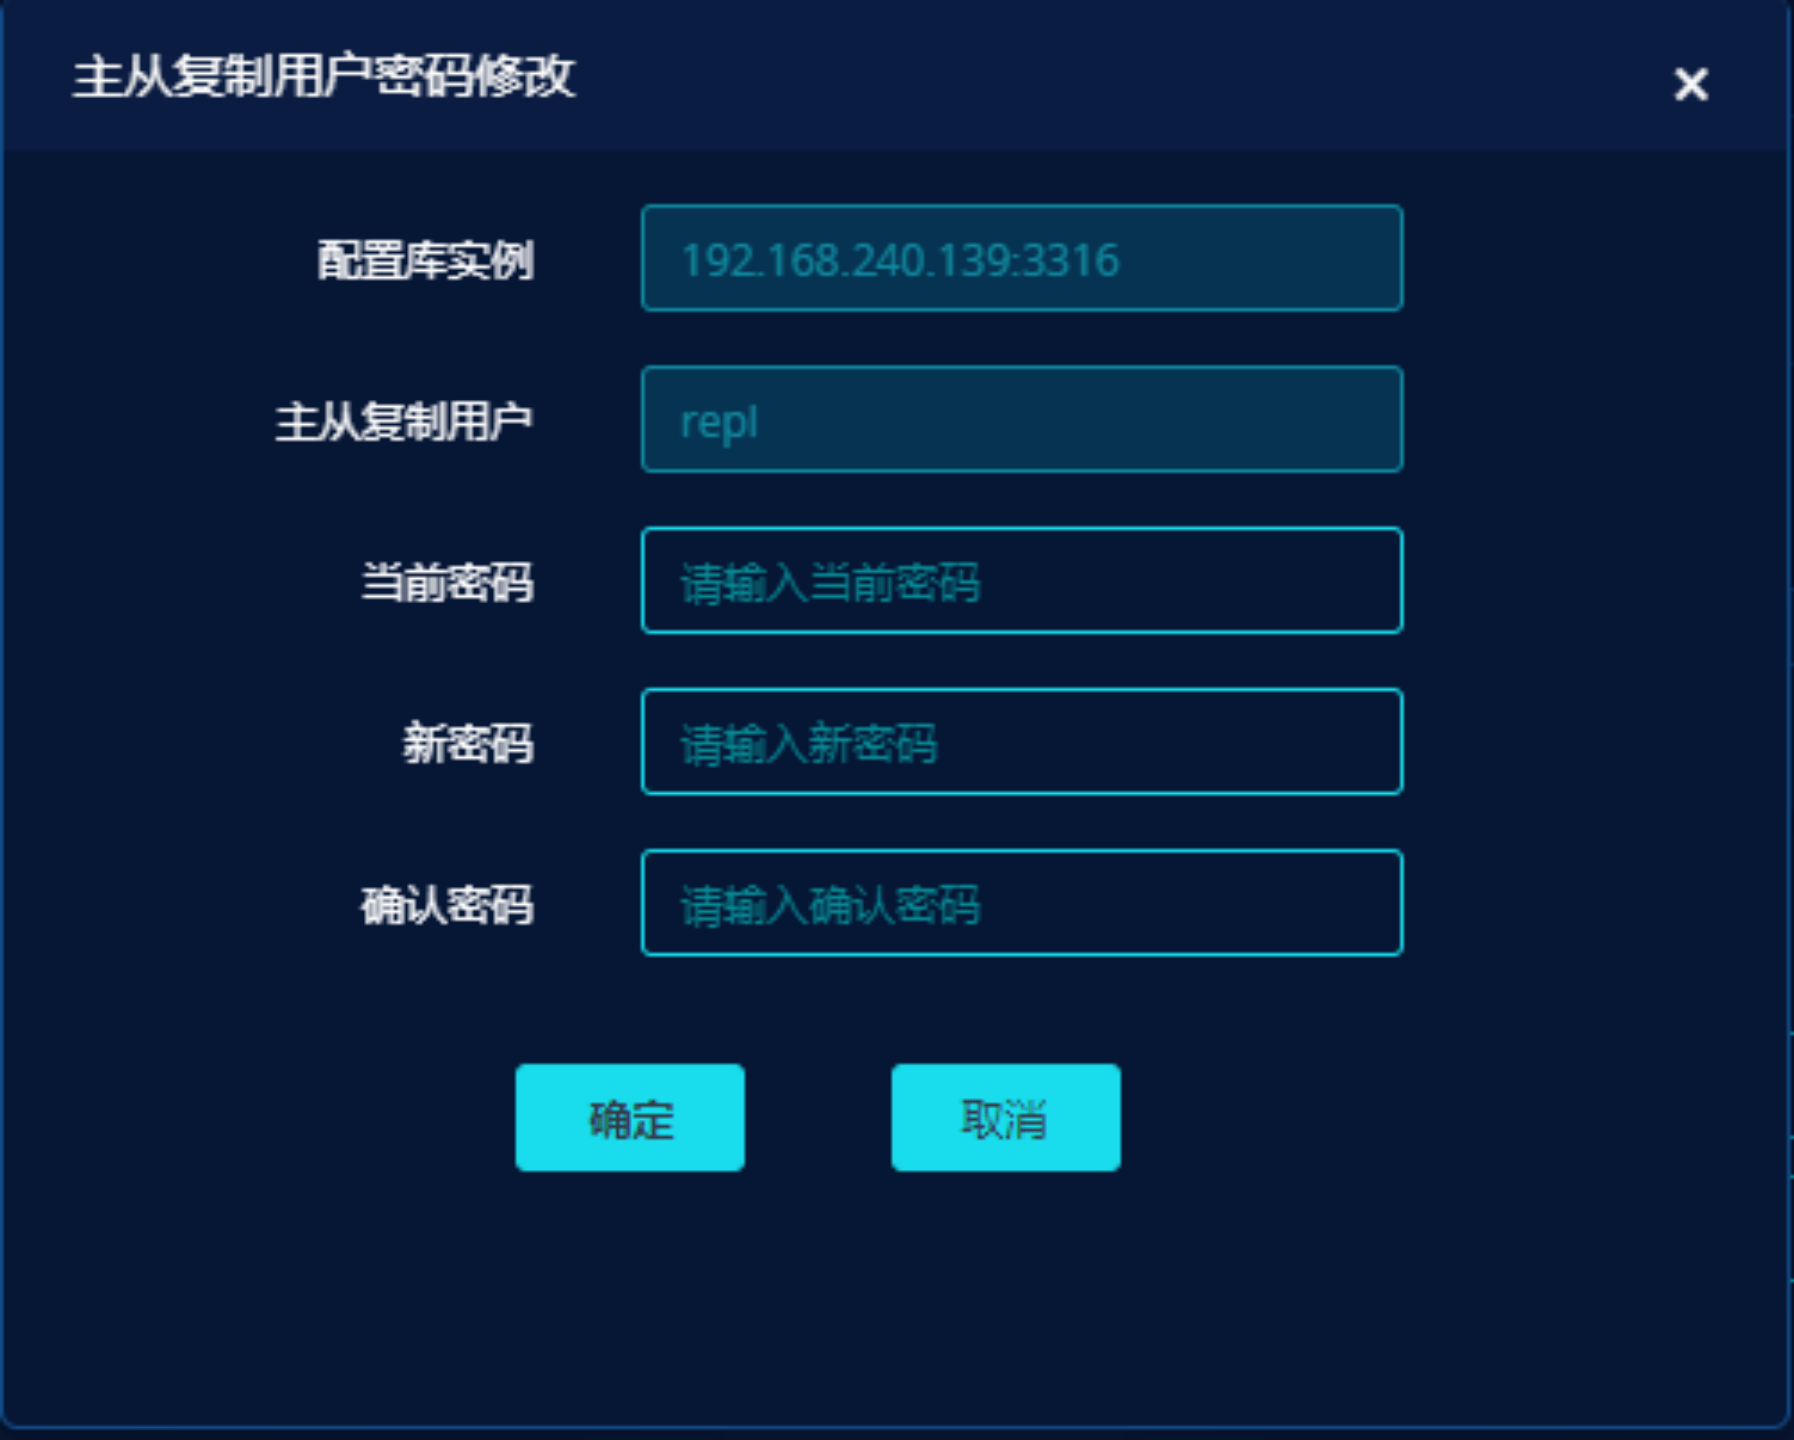 主从复制用户密码修改
配置库实例 192.168.240.139:3316
主从复制用户 repl
当前密码 请输入当前密码
新密码 请输入新密码
确认密码 请输入确认密码
确定 取消